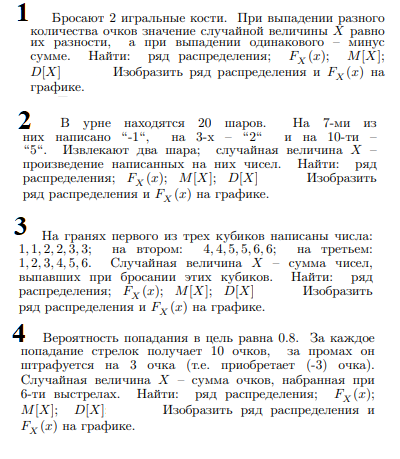 1 Бросают 2 игральные кости. При выпадении разного
количества очков значение случайной величины X равно
их разности, а при выпадении одинакового – минус
сумме. Найти: ряд распределения; F_X(x); M[X];
D[X] Изобразить ряд распределения и F_X(x) на
графике.
2 В урне находятся 20 шаров. На 7-ми из
них написано “-1“, на 3-х – “2“ и на 10-ти –
“5“. Извлекают два шара; случайная величина X –
произведение написанных на них чисел. Найти: ряд
распределения; F_X(x); M[X]; D[X] Изобразить
ряд распределения и F_X(x) на графике.
3 На гранях первого из трех кубиков написаны числа:
1, 1, 2, 2, 3, 3; на втором: 4, 4, 5, 5, 6, 6; на третьем:
1, 2, 3, 4, 5, 6. Случайная величина X – сумма чисел,
выпавших при бросании этих кубиков. Найти: ряд
распределения; F_X(x); M[X]; D[X] Изобразить
ряд распределения и F_X(x) на графике.
4 Вероятность попадания в цель равна 0.8. За каждое
попадание стрелок получает 10 очков, за промах он
штрафуется на 3 очка (т.е. приобретает (-3) очка).
Случайная величина X – сумма очков, набранная при
6-ти выстрелах. Найти: ряд распределения; F_X(x);
M[X]; D[X] Изобразить ряд распределения и
F_X(x) на графике.